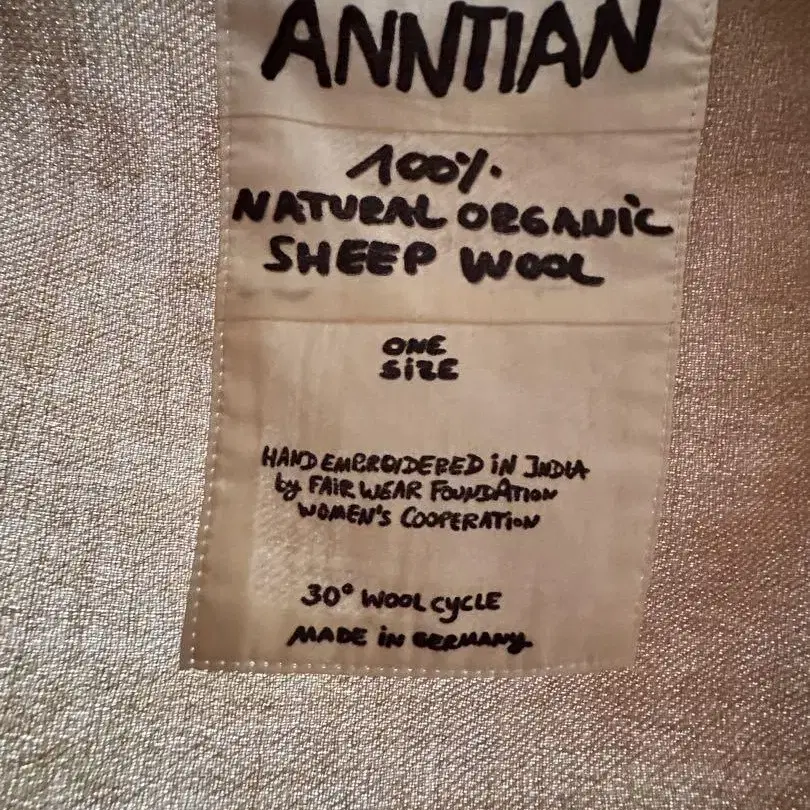 ANNTIAN
100%
NATURAL ORGANIC
SHEEP WOOL
ONE
SiZE
HAND EMBROIDERED iN INDIA
by FAIR WEAR FOUNDATION
WOMEN'S COOPERATION
30° WOOL CYCLE
MADE iN GERMANY